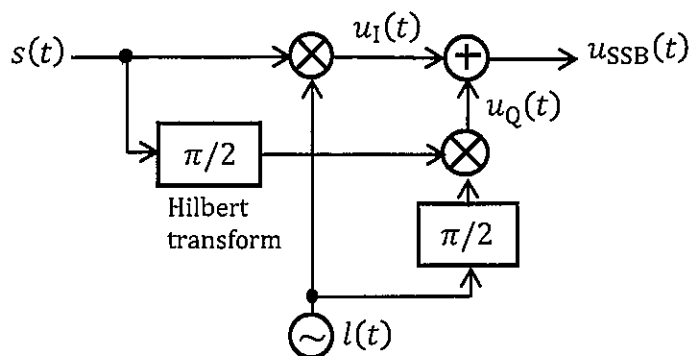 s(t)
u_I(t)
u_SSB(t)
u_Q(t)
π/2
Hilbert
transform
π/2
l(t)